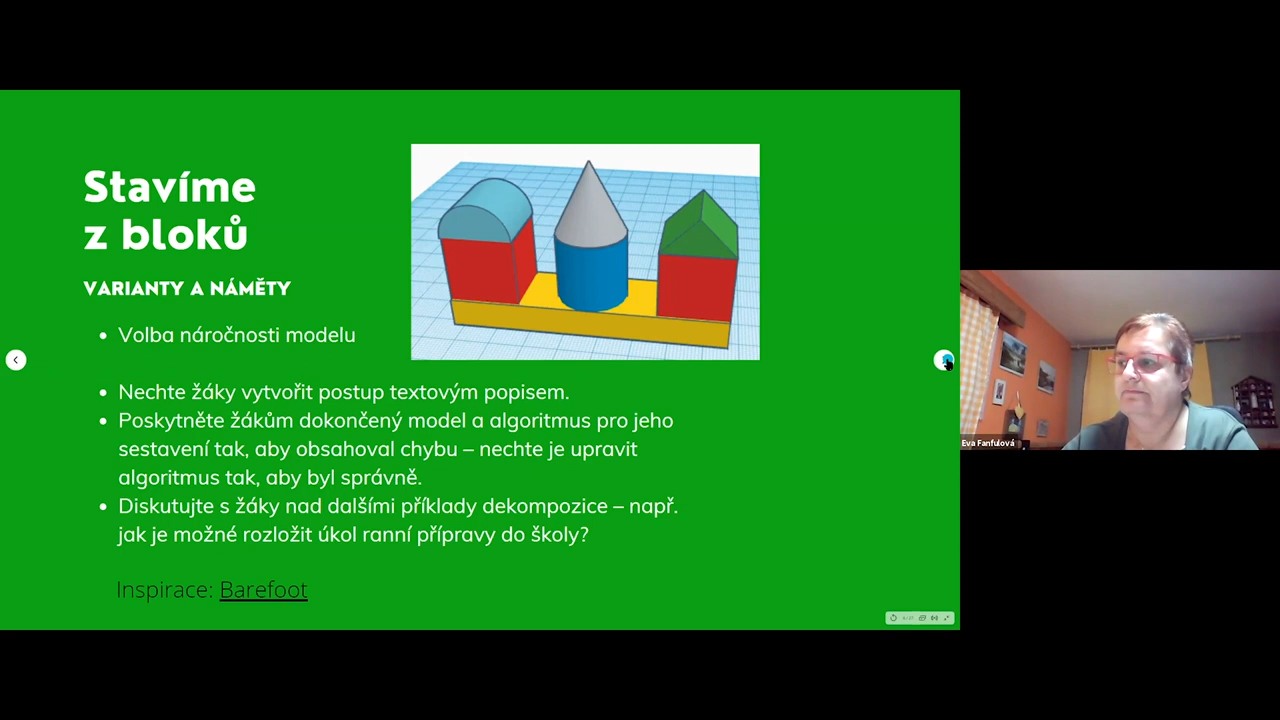 Stavíme
z bloků
VARIANTY A NÁMĚTY
• Volba náročnosti modelu
• Nechte žáky vytvořit postup textovým popisem.
• Poskytněte žákům dokončený model a algoritmus pro jeho
sestavení tak, aby obsahoval chybu – nechte je upravit
algoritmus tak, aby byl správně.
• Diskutujte s žáky nad dalšími příklady dekompozice – např.
jak je možné rozložit úkol ranní přípravy do školy?
Inspirace: Barefoot
Eva Fanfulová